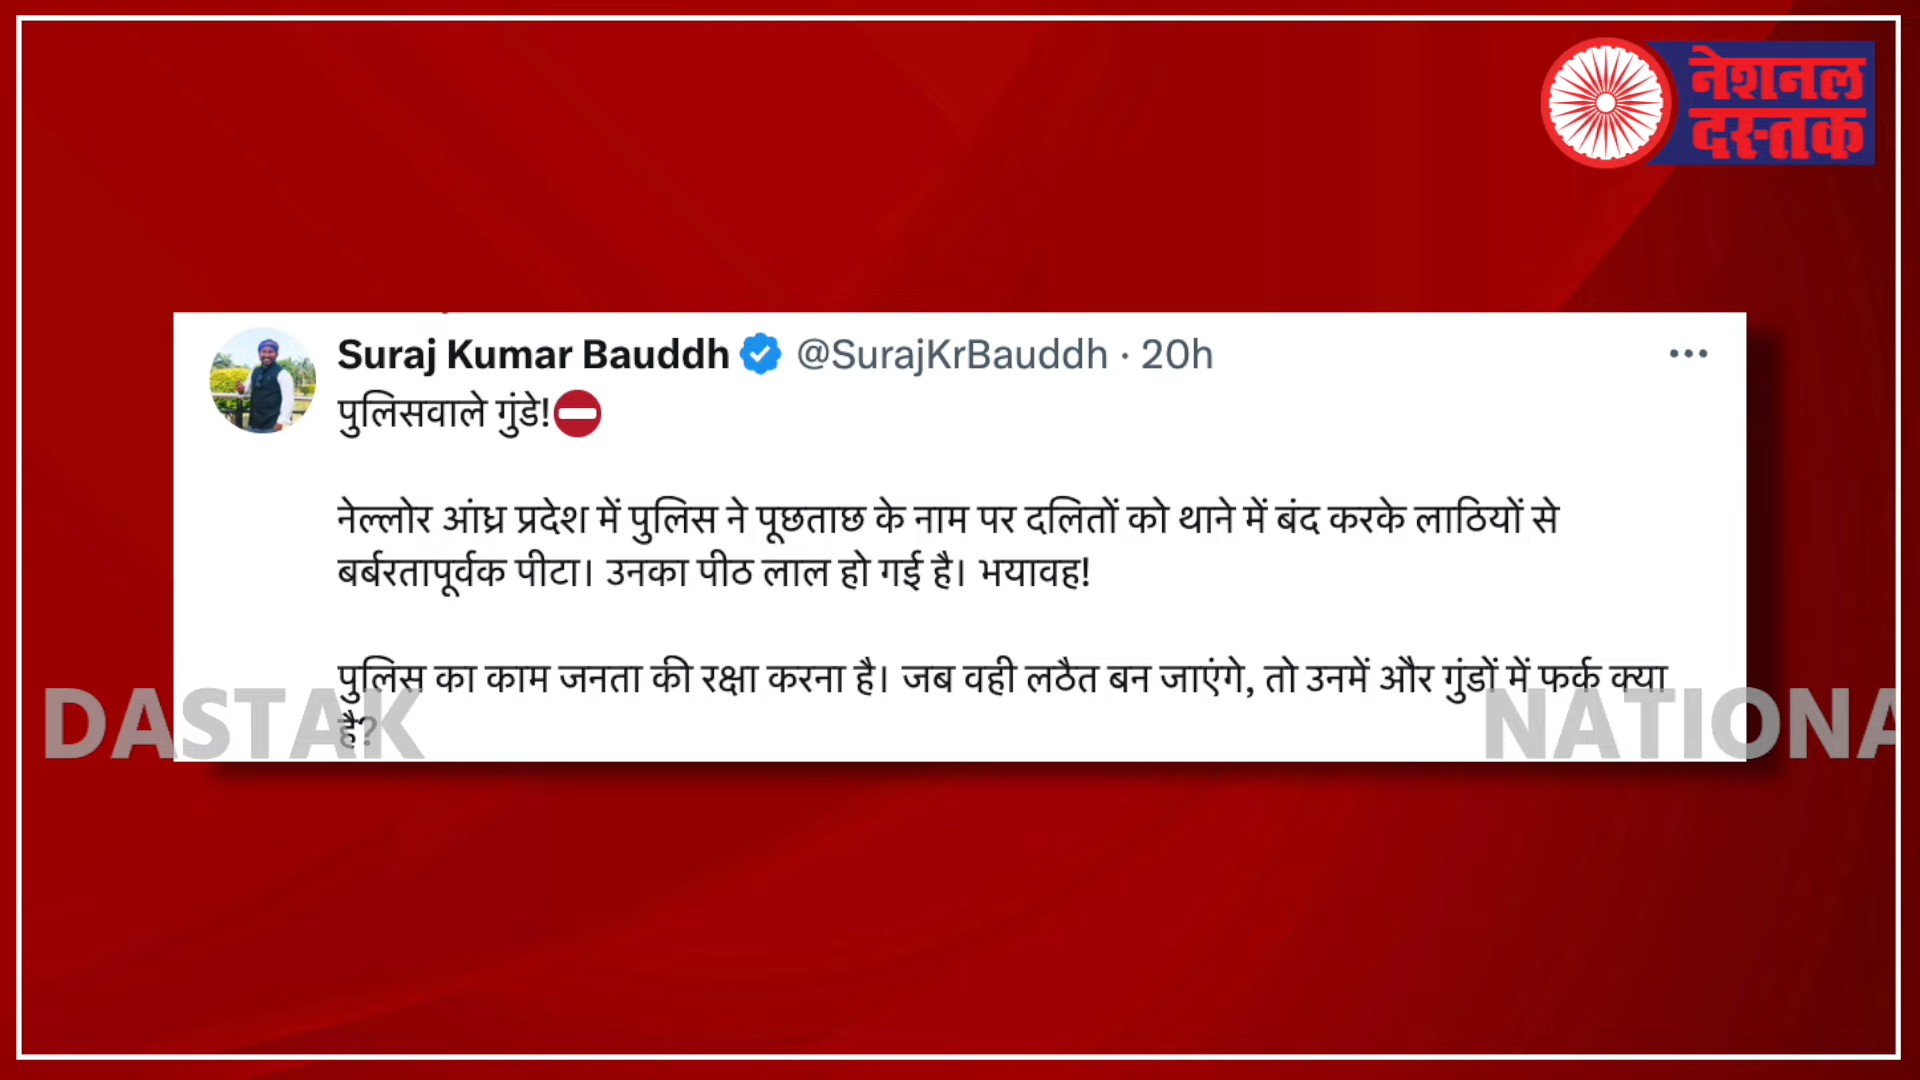 नेशनल
दस्तक
Suraj Kumar Bauddh @SurajKrBauddh · 20h
पुलिसवाले गुंडे!⛔
नेल्लोर आंध्र प्रदेश में पुलिस ने पूछताछ के नाम पर दलितों को थाने में बंद करके लाठियों से
बर्बरतापूर्वक पीटा। उनका पीठ लाल हो गई है। भयावह!
पुलिस का काम जनता की रक्षा करना है। जब वही लठैत बन जाएंगे, तो उनमें और गुंडों में फर्क क्या
है?
DASTAK NATIONA